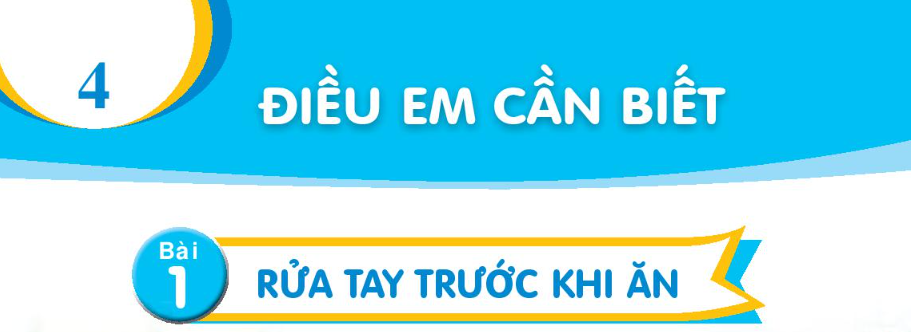 4
ĐIỀU EM CẦN BIẾT
Bài
1
RỬA TAY TRƯỚC KHI ĂN